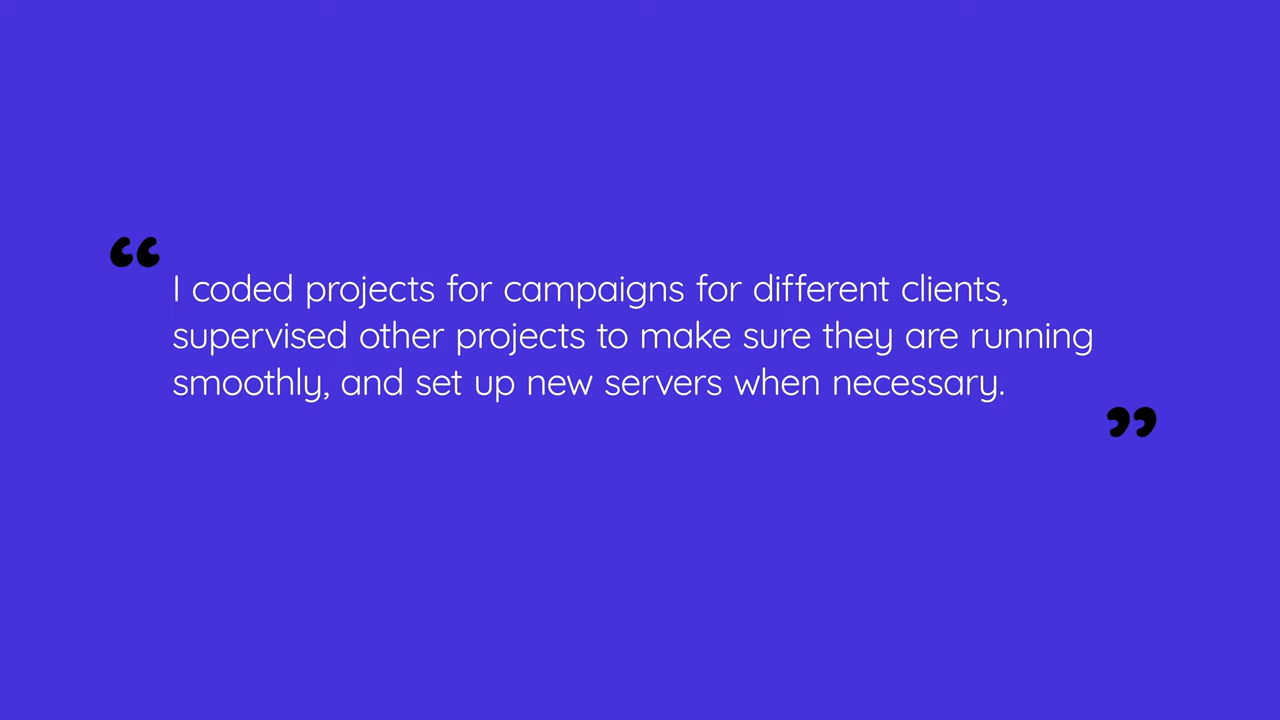 “I coded projects for campaigns for different clients,
supervised other projects to make sure they are running
smoothly, and set up new servers when necessary.”